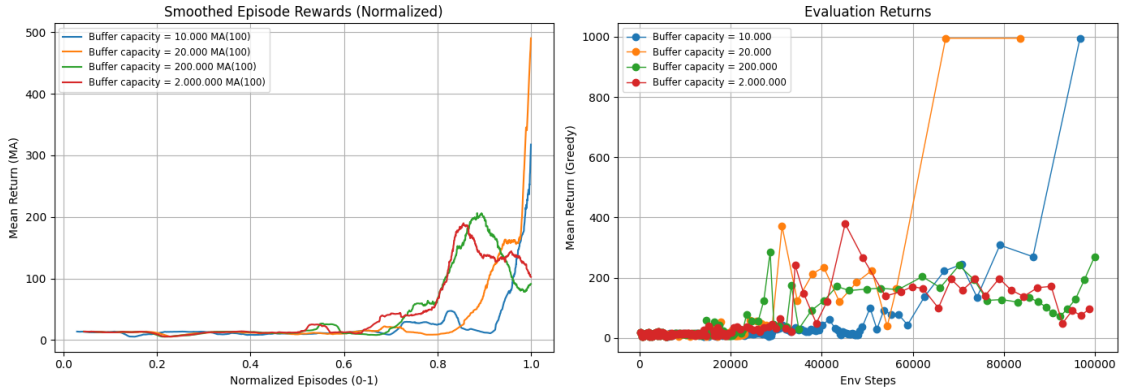 Smoothed Episode Rewards (Normalized)
500
400
300
200
100
0
Mean Return (MA)
Buffer capacity = 10.000 MA(100)
Buffer capacity = 20.000 MA(100)
Buffer capacity = 200.000 MA(100)
Buffer capacity = 2.000.000 MA(100)
0.0 0.2 0.4 0.6 0.8 1.0
Normalized Episodes (0-1)
Evaluation Returns
1000
800
600
400
200
0
Mean Return (Greedy)
Buffer capacity = 10.000
Buffer capacity = 20.000
Buffer capacity = 200.000
Buffer capacity = 2.000.000
0 20000 40000 60000 80000 100000
Env Steps